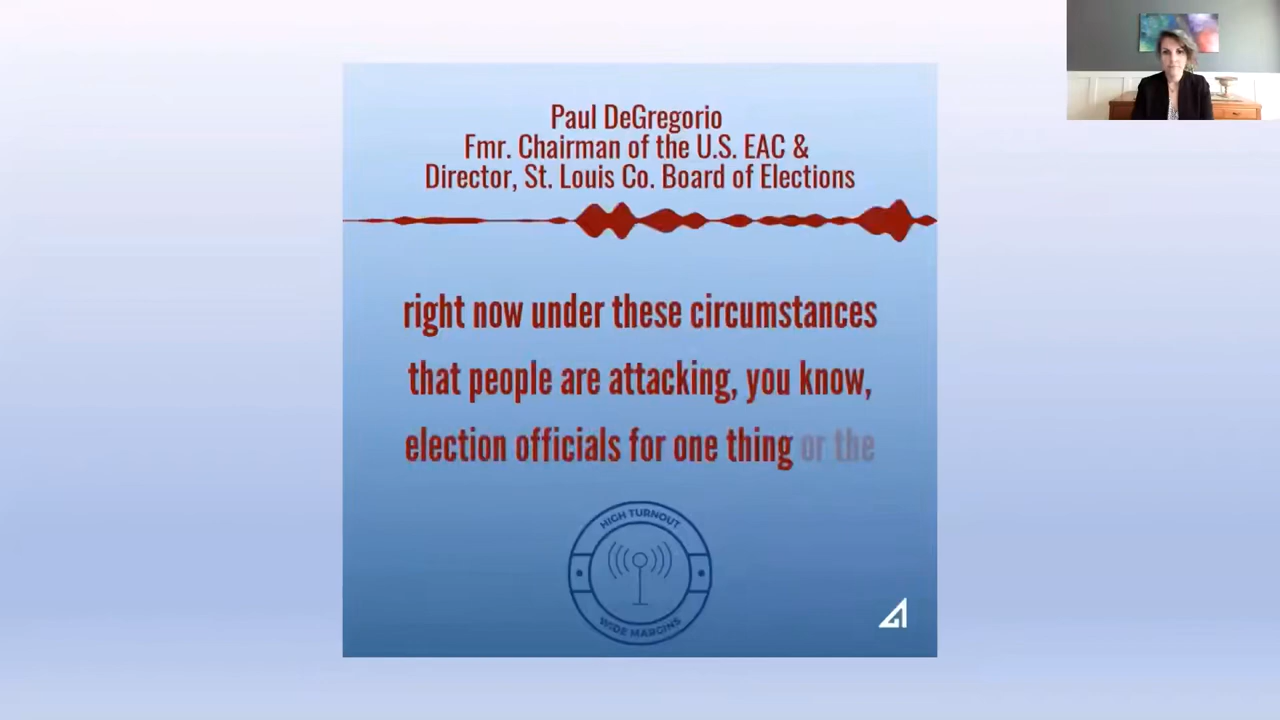 Paul DeGregorio
Fmr. Chairman of the U.S. EAC &
Director, St. Louis Co. Board of Elections
right now under these circumstances
that people are attacking, you know,
election officials for one thing or the
HIGH TURNOUT
WIDE MARGINS